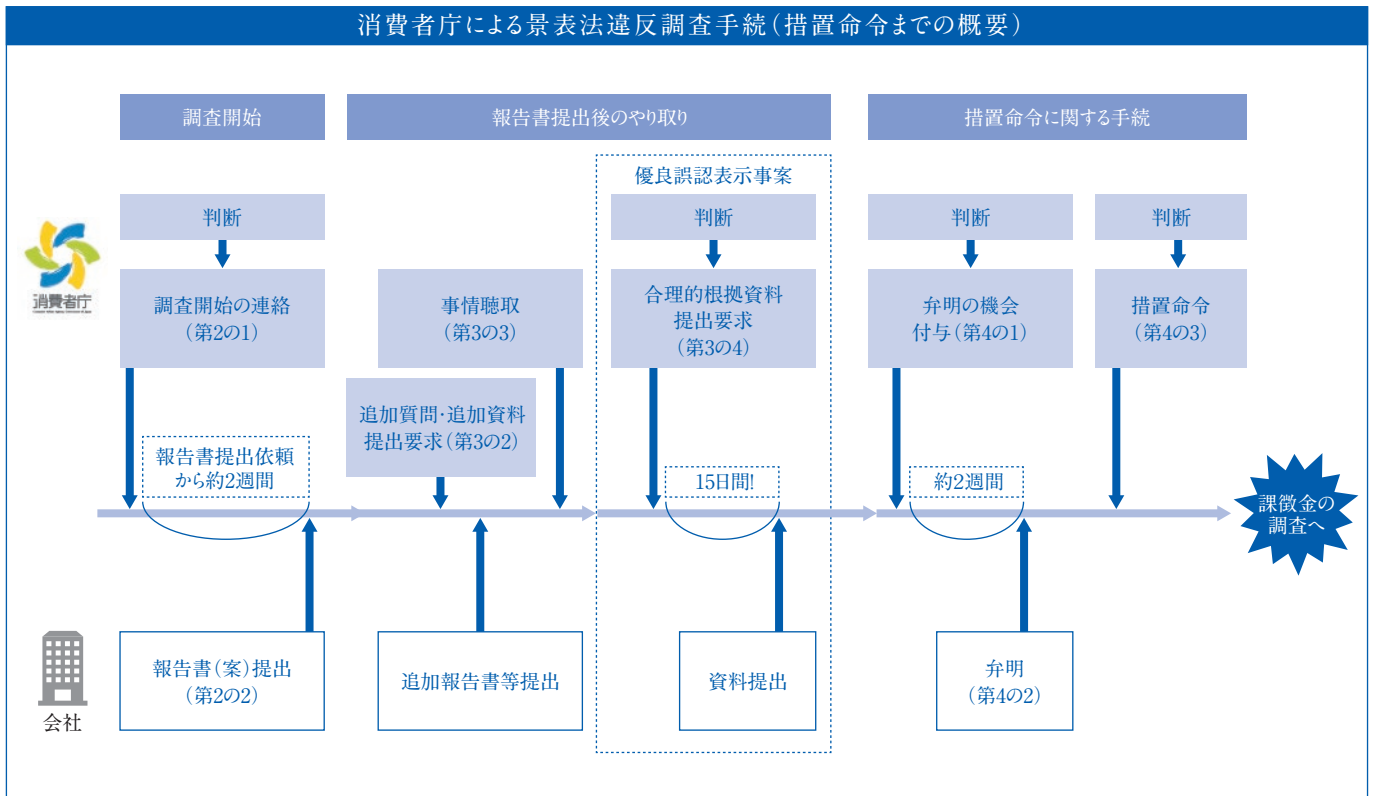 消費者庁による景表法違反調査手続(措置命令までの概要)
調査開始
報告書提出後のやり取り
措置命令に関する手続
優良誤認表示事案
判断
判断
判断
判断
消費者庁
調査開始の連絡
(第2の1)
事情聴取
(第3の3)
合理的根拠資料
提出要求
(第3の4)
弁明の機会
付与(第4の1)
措置命令
(第4の3)
追加質問・追加資料
提出要求(第3の2)
報告書提出依頼
から約2週間
15日間!
約2週間
課徴金の
調査へ
会社
報告書(案)提出
(第2の2)
追加報告書等提出
資料提出
弁明
(第4の2)